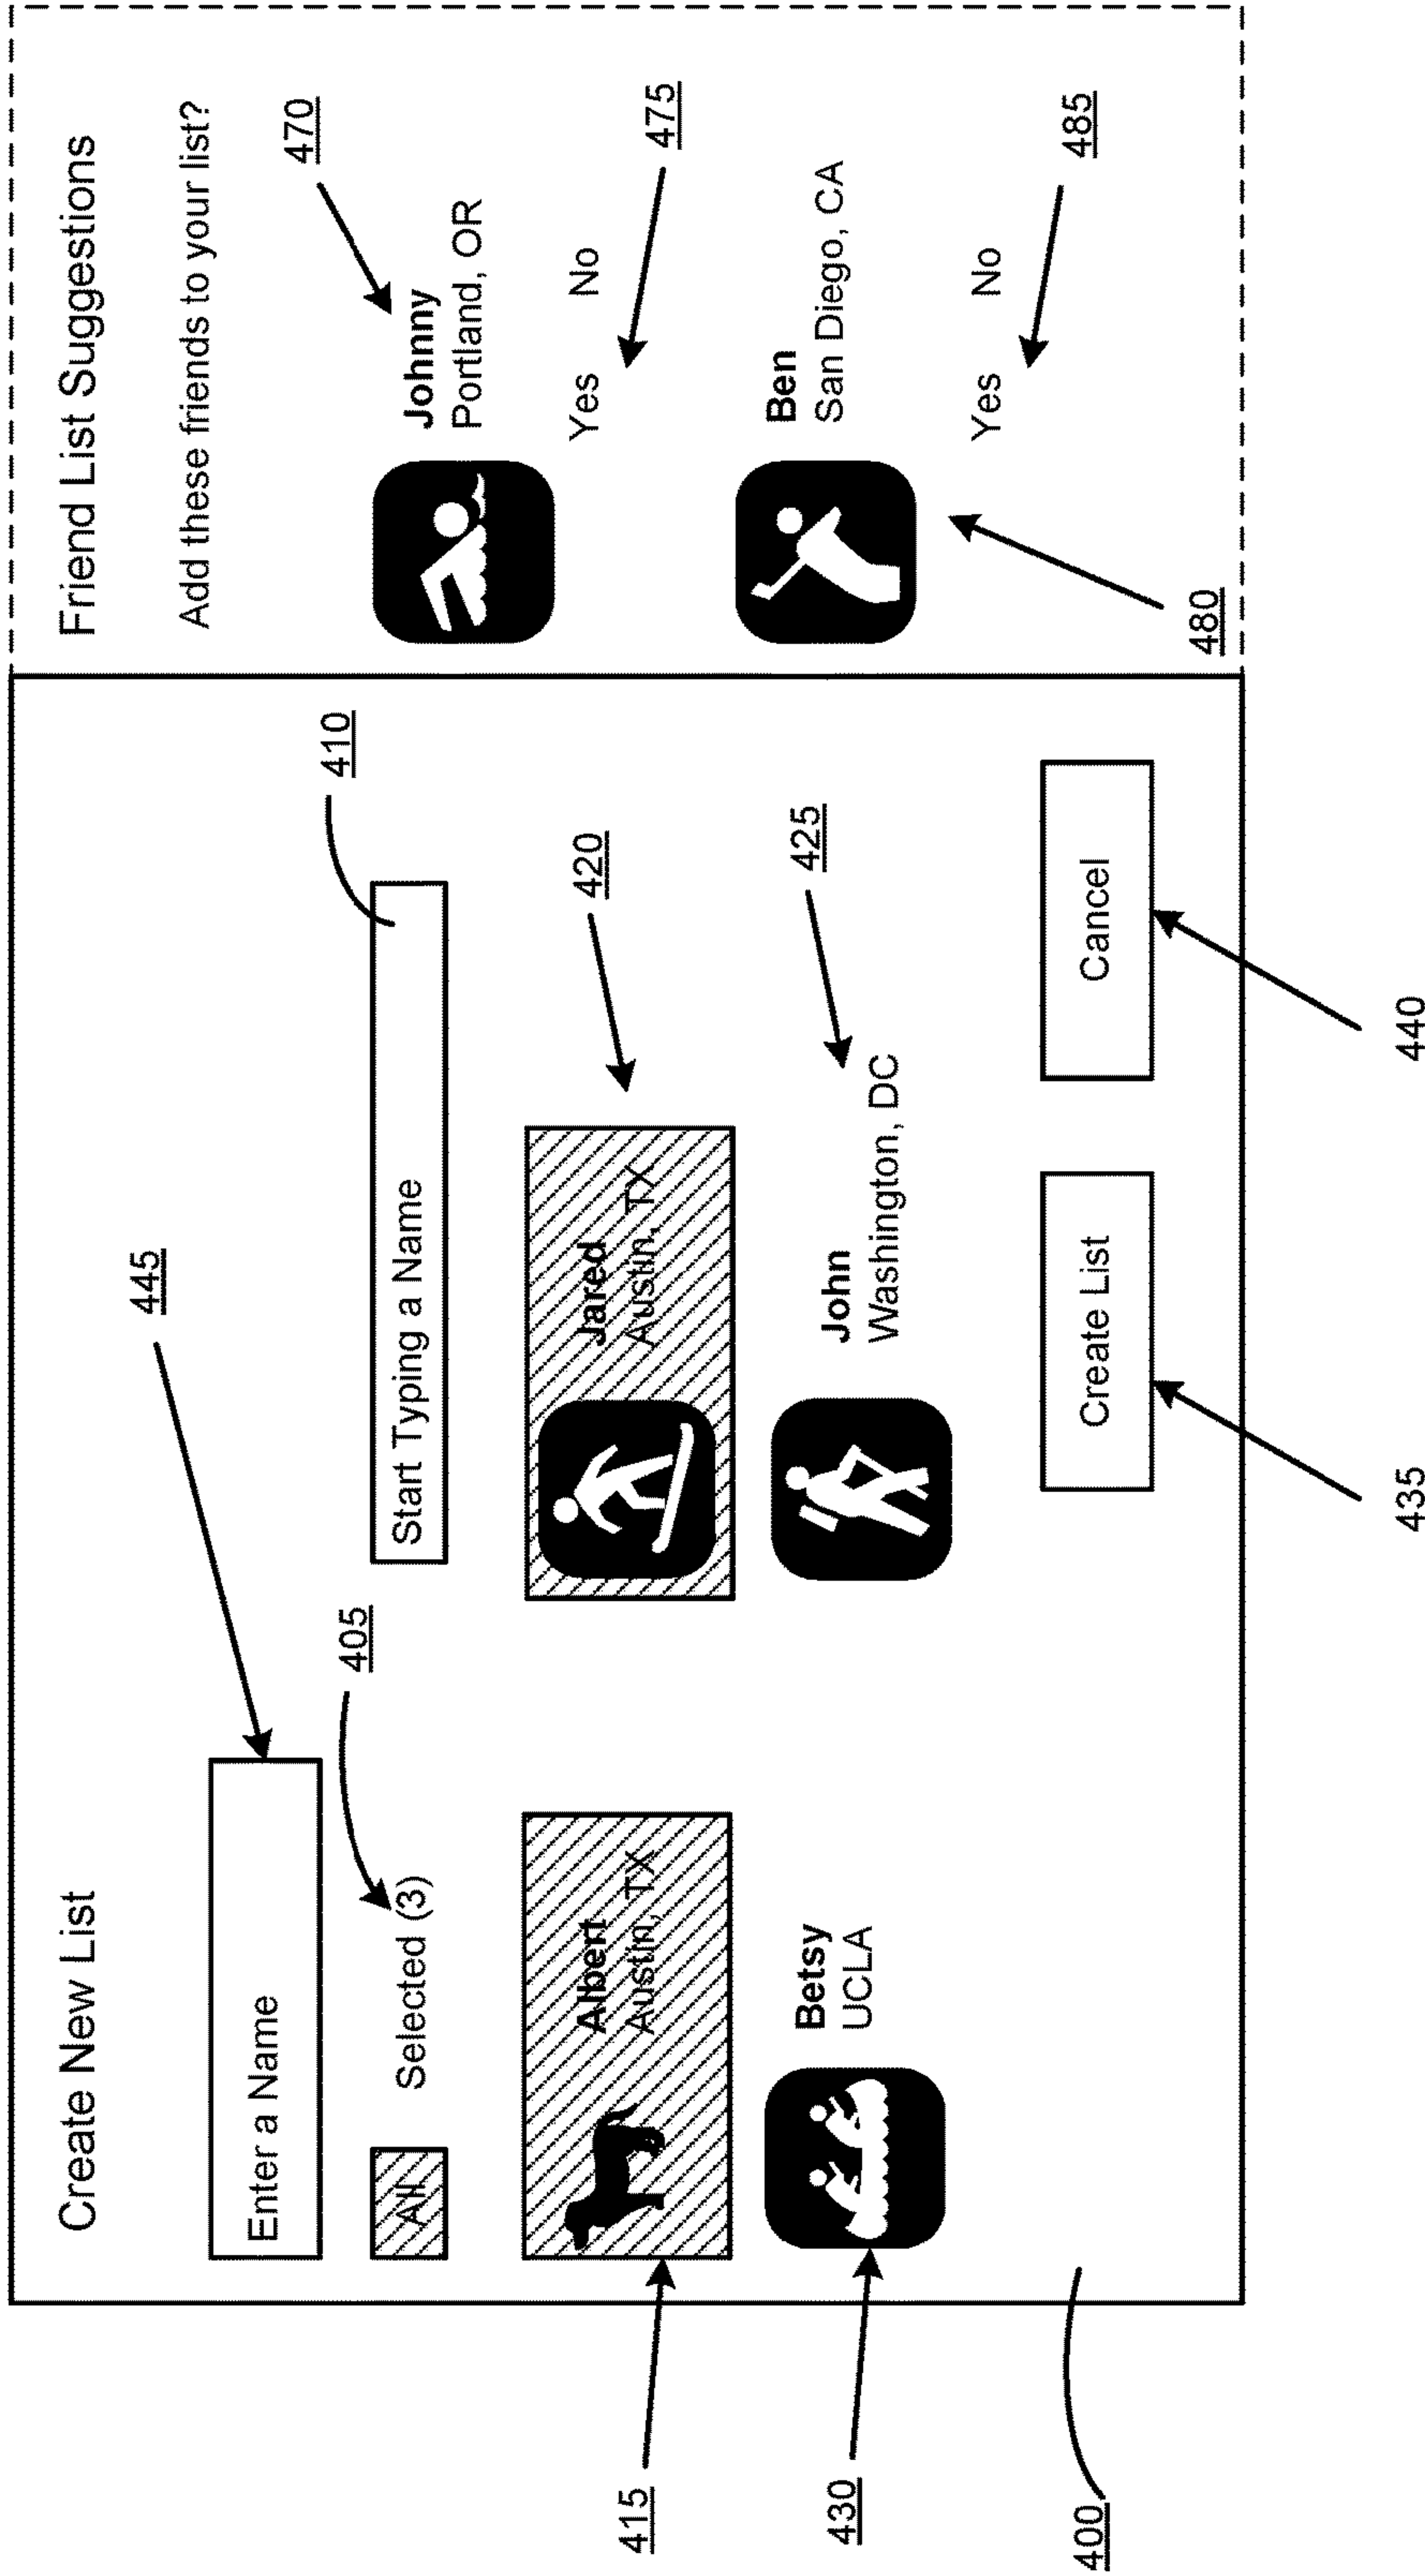 Create New List
Enter a Name
445
All
Selected (3)
405
Start Typing a Name
410
415
Albert
Austin, TX
Jared
Austin, TX
420
430
Betsy
UCLA
John
Washington, DC
425
Create List
Cancel
400
435
440
Friend List Suggestions
Add these friends to your list?
470
Johnny
Portland, OR
Yes No
475
Ben
San Diego, CA
Yes No
480
485